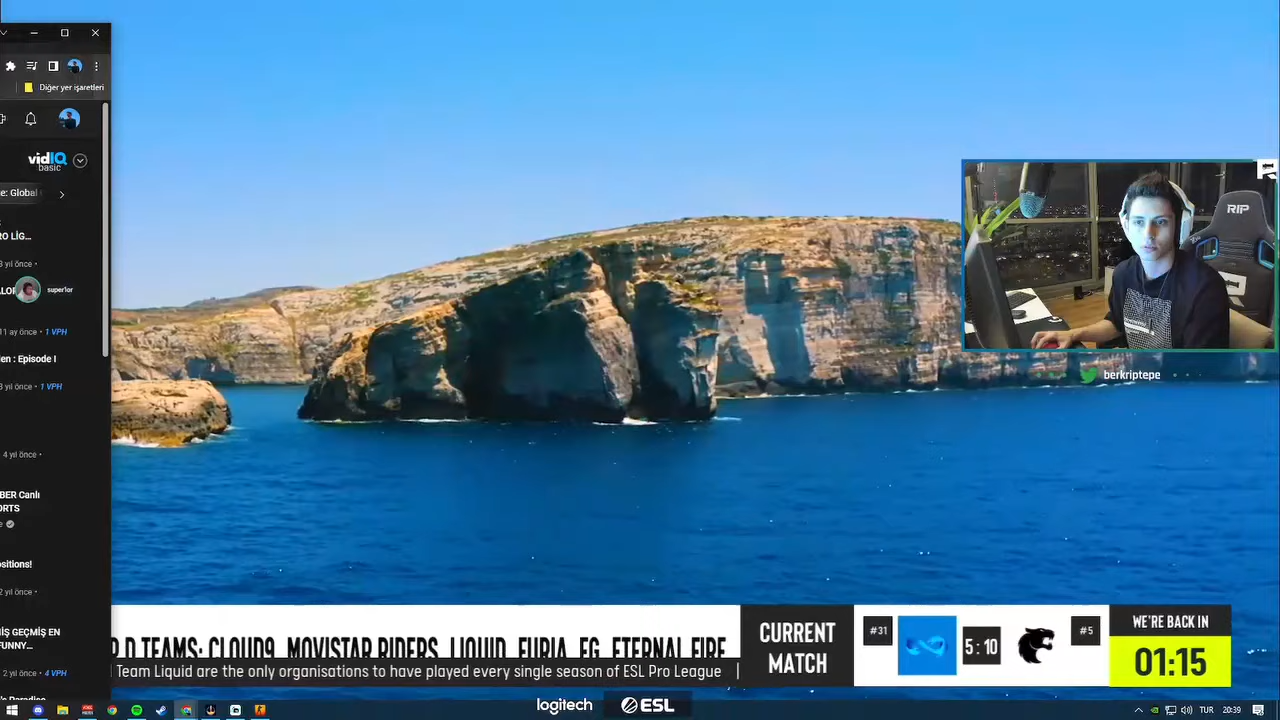 Diğer yer işaretleri
vidIQ
basic
e: Global
RO LİG...
3 yıl önce •
superlor
11 ay önce • 1 VPH
len : Episode I
3 yıl önce • 1 VPH
4 yıl önce •
BER Canlı
ORTS
ositions!
2 yıl önce •
İŞ GEÇMİŞ EN
FUNNY...
2 yıl önce • 4 VPH
RIP
berkriptepe
P D TEAMS: CLOUD9, MOVISTAR RIDERS, LIQUID, FURIA, EG, ETERNAL FIRE
Team Liquid are the only organisations to have played every single season of ESL Pro League |
CURRENT
MATCH
#31
5:10
#5
WE'RE BACK IN
01:15
logitech
ESL
TUR
20:39